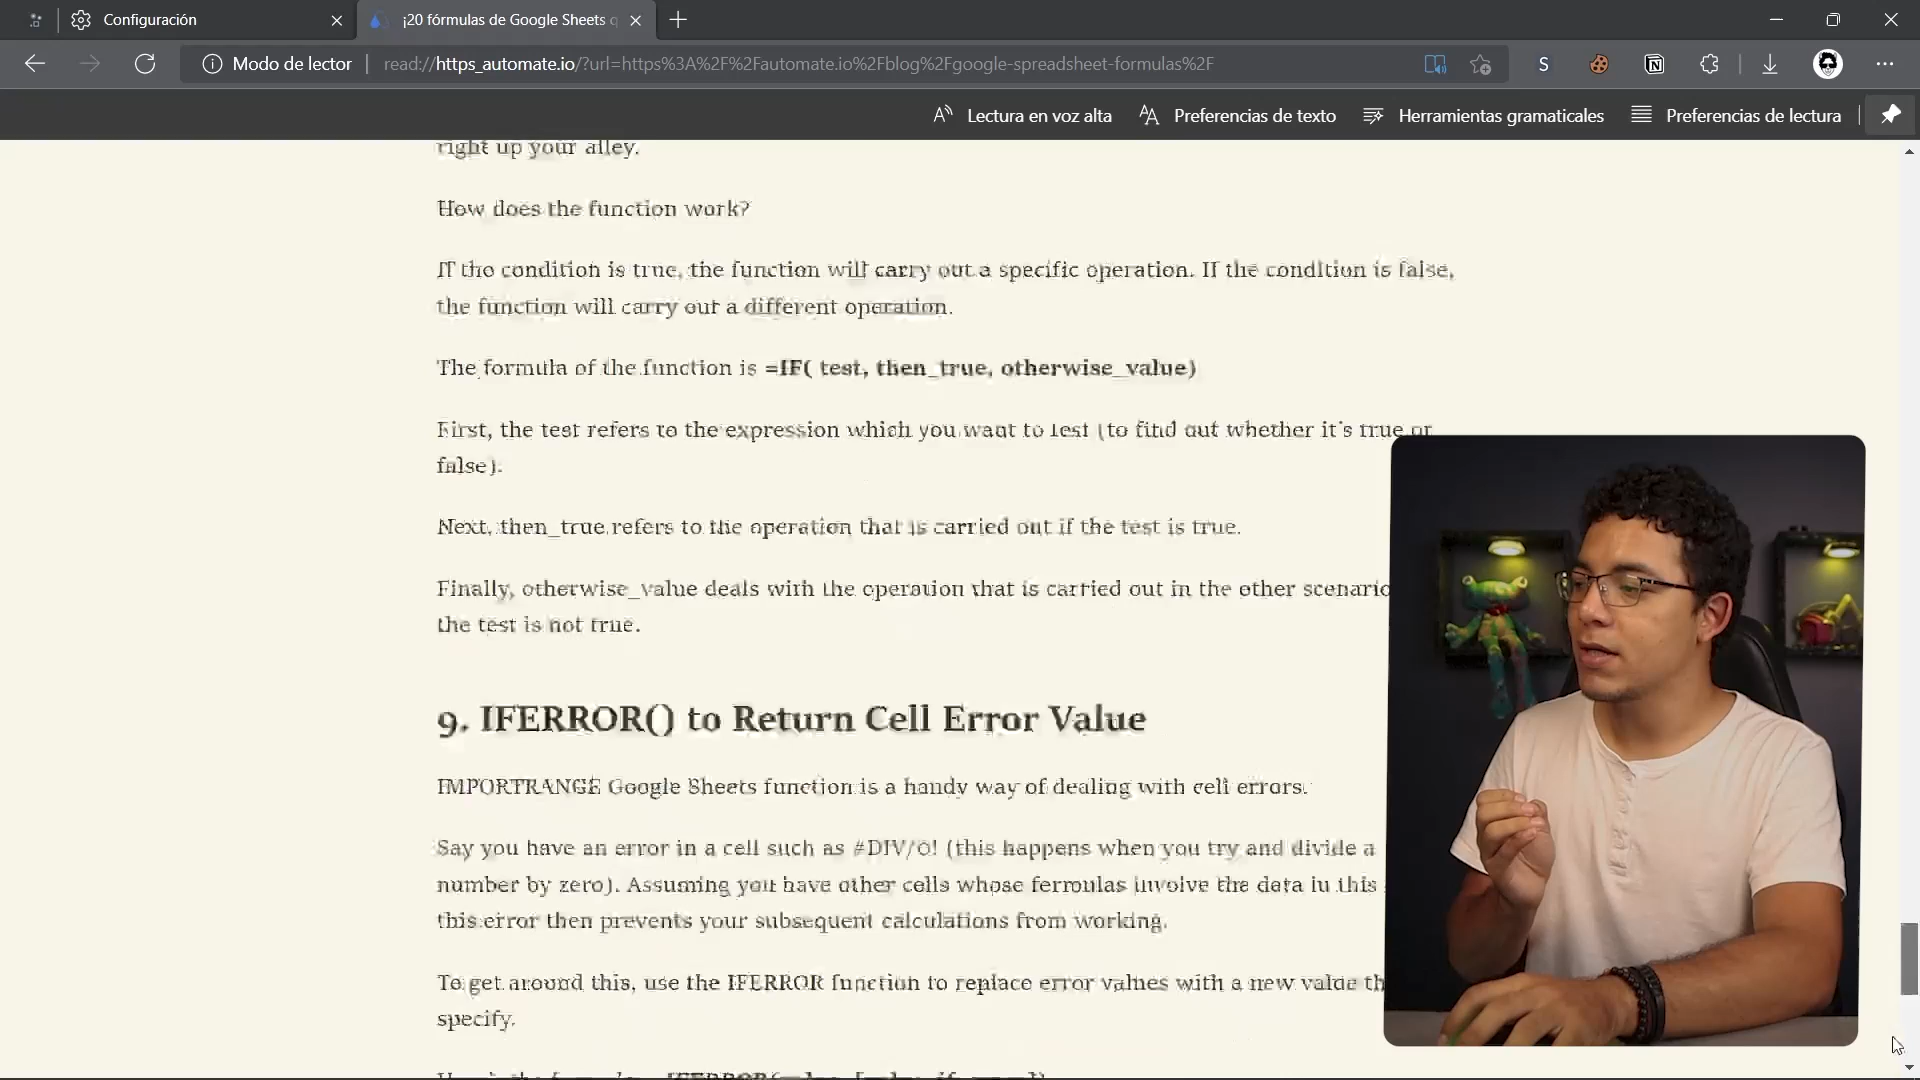 Configuración
¡20 fórmulas de Google Sheets q
Modo de lector
read://https_automate.io/?url=https%3A%2F%2Fautomate.io%2Fblog%2Fgoogle-spreadsheet-formulas%2F
Lectura en voz alta
Preferencias de texto
Herramientas gramaticales
Preferencias de lectura
right up your alley.
How does the function work?
If the condition is true, the function will carry out a specific operation. If the condition is false,
the function will carry out a different operation.
The formula of the function is =IF( test, then_true, otherwise_value)
First, the test refers to the expression which you want to test (to find out whether it's true or
false).
Next, then_true refers to the operation that is carried out if the test is true.
Finally, otherwise_value deals with the operation that is carried out in the other scenario
the test is not true.
9. IFERROR() to Return Cell Error Value
IMPORTRANGE Google Sheets function is a handy way of dealing with cell errors.
Say you have an error in a cell such as #DIV/0! (this happens when you try and divide a
number by zero). Assuming you have other cells whose formulas involve the data in this
this error then prevents your subsequent calculations from working.
To get around this, use the IFERROR function to replace error values with a new value th
specify.